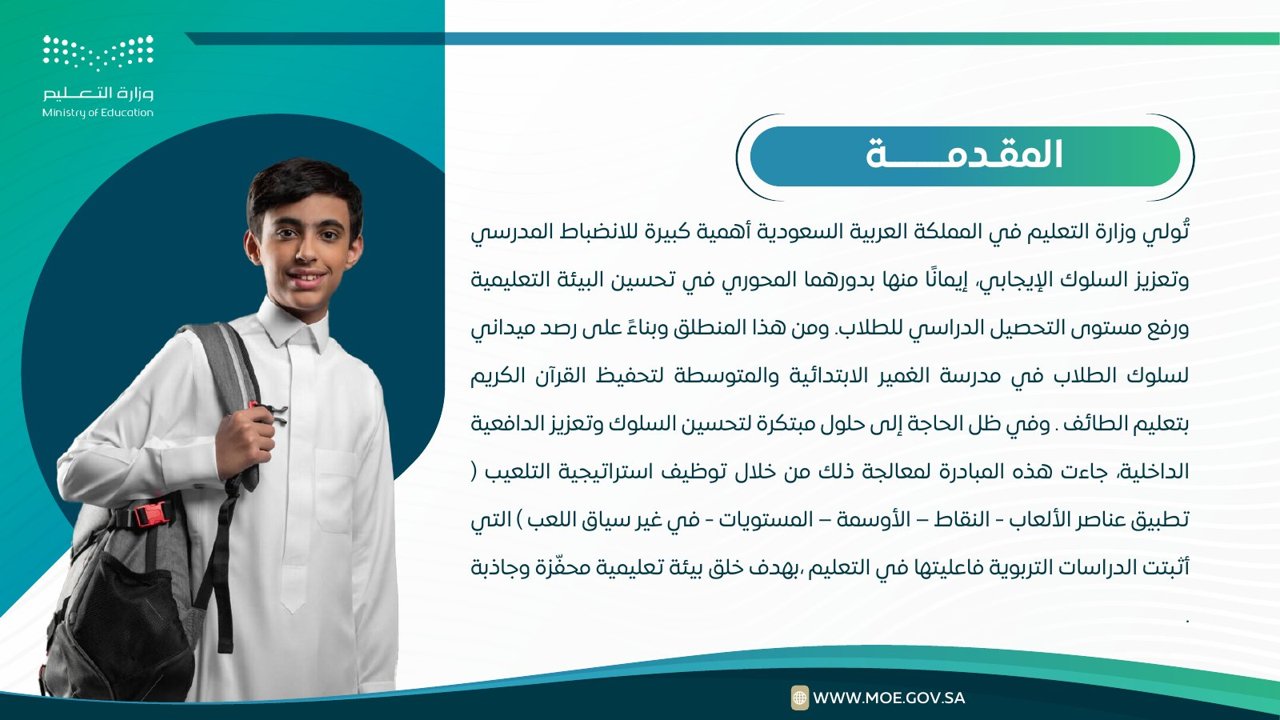 وزارة التعليم
Ministry of Education
المقدمة
تُولي وزارة التعليم في المملكة العربية السعودية أهمية كبيرة للانضباط المدرسي
وتعزيز السلوك الإيجابي، إيمانًا منها بدورهما المحوري في تحسين البيئة التعليمية
ورفع مستوى التحصيل الدراسي للطلاب. ومن هذا المنطلق وبناءً على رصد ميداني
لسلوك الطلاب في مدرسة الغمير الابتدائية والمتوسطة لتحفيظ القرآن الكريم
بتعليم الطائف . وفي ظل الحاجة إلى حلول مبتكرة لتحسين السلوك وتعزيز الدافعية
الداخلية، جاءت هذه المبادرة لمعالجة ذلك من خلال توظيف استراتيجية التلعيب (
تطبيق عناصر الألعاب - النقاط – الأوسمة – المستويات - في غير سياق اللعب ) التي
أثبتت الدراسات التربوية فاعليتها في التعليم ،بهدف خلق بيئة تعليمية محفّزة وجاذبة
.
WWW.MOE.GOV.SA